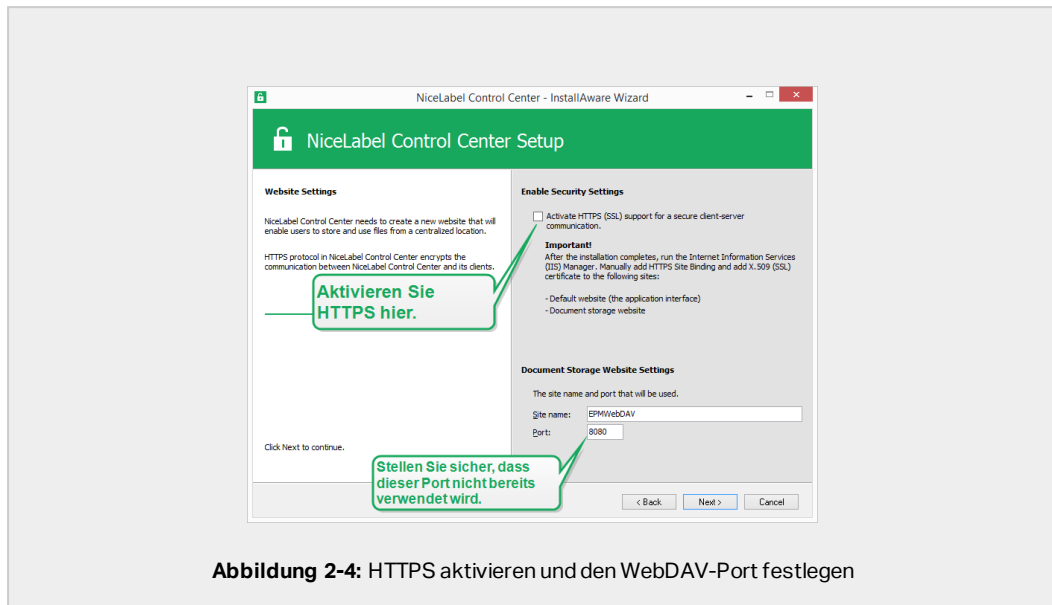 NiceLabel Control Center - InstallAware Wizard
NiceLabel Control Center Setup
Website Settings
NiceLabel Control Center needs to create a new website that will
enable users to store and use files from a centralized location.
HTTPS protocol in NiceLabel Control Center encrypts the
communication between NiceLabel Control Center and its clients.
Aktivieren Sie
HTTPS hier.
Click Next to continue.
Enable Security Settings
Activate HTTPS (SSL) support for a secure client-server
communication.
Important!
After the installation completes, run the Internet Information Services
(IIS) Manager. Manually add HTTPS Site Binding and add X.509 (SSL)
certificate to the following sites:
- Default website (the application interface)
- Document storage website
Document Storage Website Settings
The site name and port that will be used.
Site name: EPMWebDAV
Port: 8080
Stellen Sie sicher, dass
dieser Port nicht bereits
verwendet wird.
< Back Next > Cancel
Abbildung 2-4: HTTPS aktivieren und den WebDAV-Port festlegen